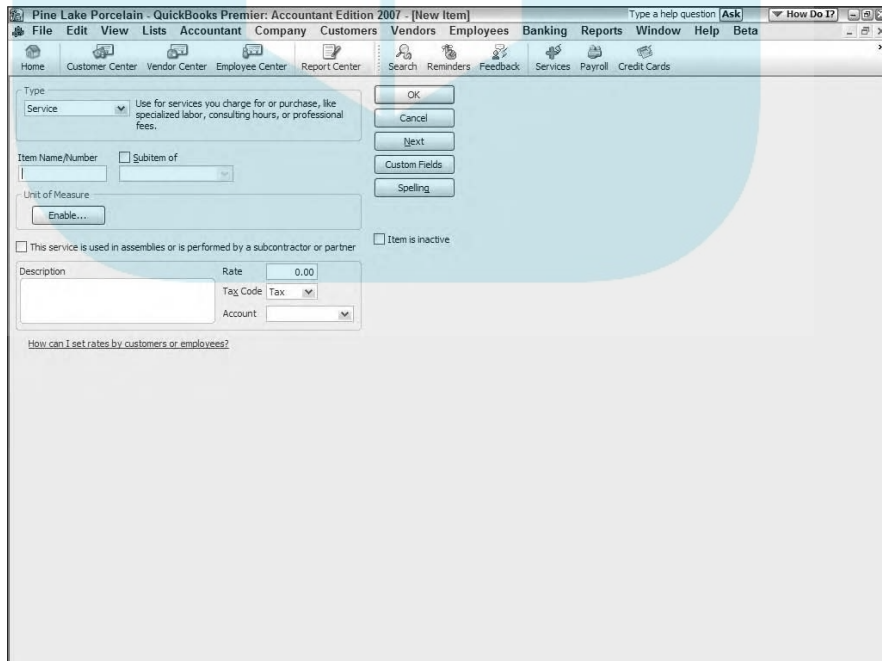 Pine Lake Porcelain - QuickBooks Premier: Accountant Edition 2007 - [New Item]
Type a help question Ask
How Do I?
File Edit View Lists Accountant Company Customers Vendors Employees Banking Reports Window Help Beta
Home Customer Center Vendor Center Employee Center Report Center Search Reminders Feedback Services Payroll Credit Cards
Type
Service
Use for services you charge for or purchase, like
specialized labor, consulting hours, or professional
fees.
OK
Cancel
Next
Custom Fields
Spelling
Item Name/Number
Subitem of
Unit of Measure
Enable...
Item is inactive
This service is used in assemblies or is performed by a subcontractor or partner
Description
Rate 0.00
Tax Code Tax
Account
How can I set rates by customers or employees?